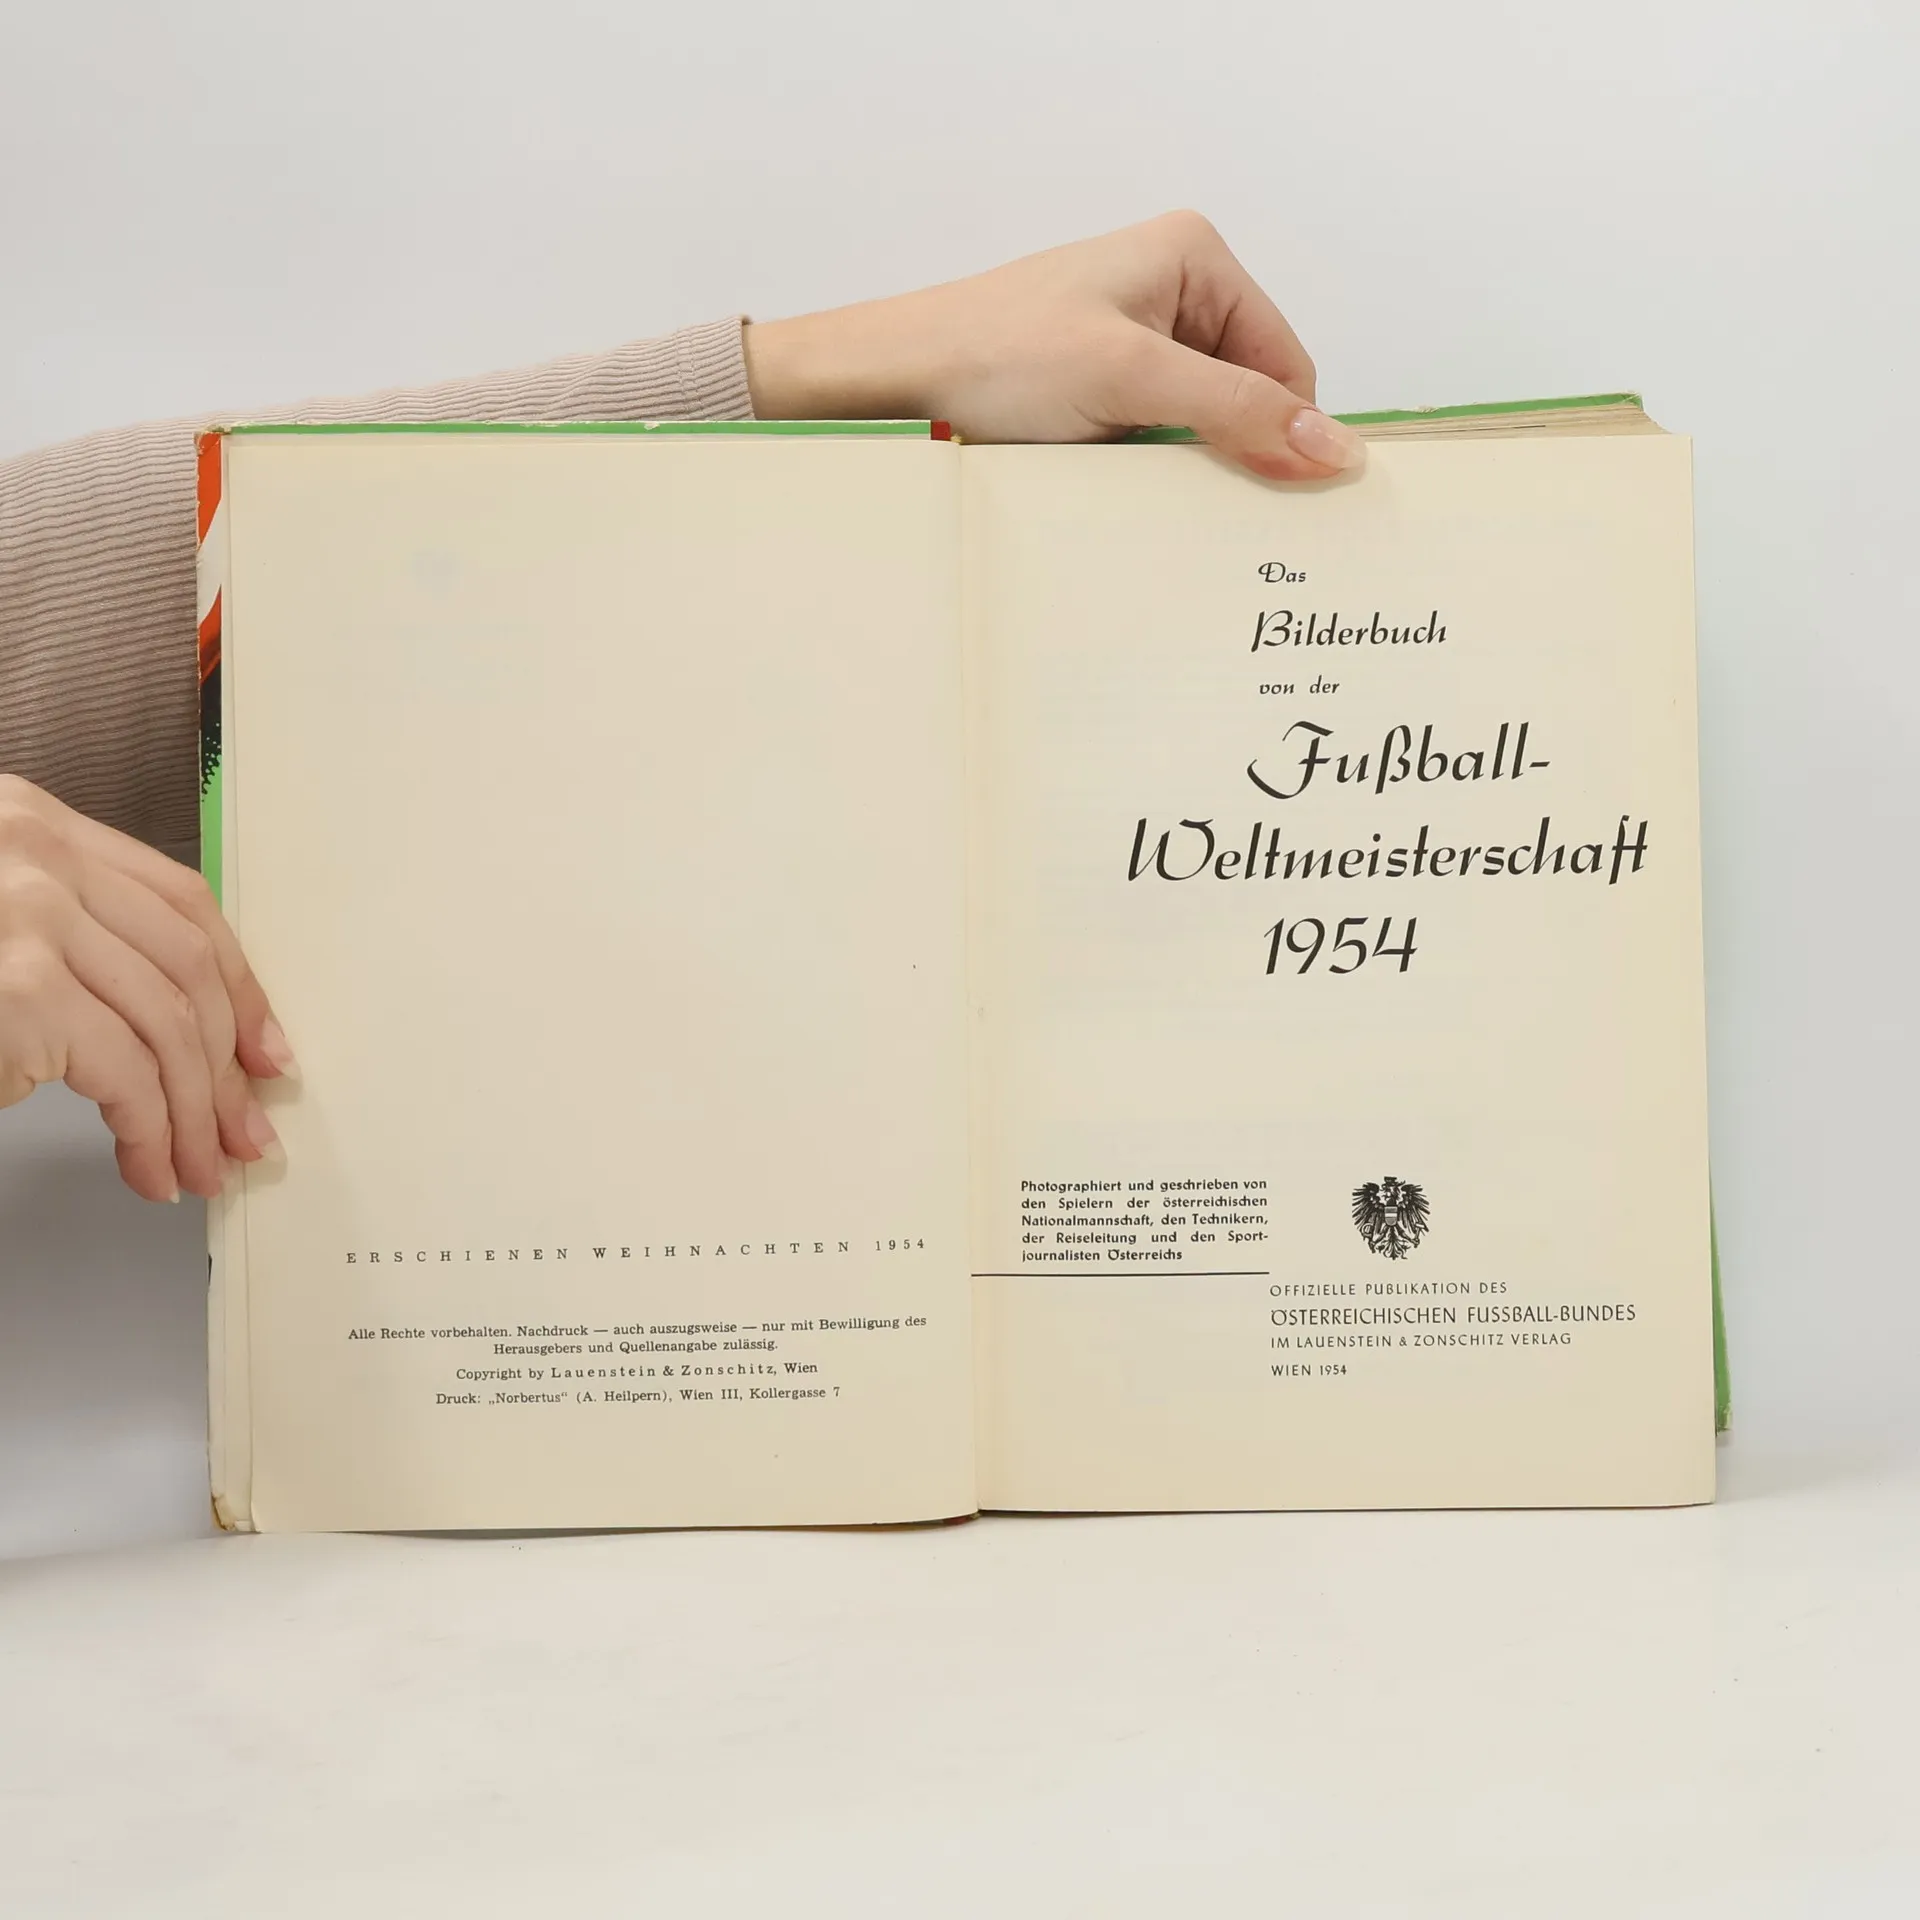 ERSCHIENEN WEIHNACHTEN 1954
Alle Rechte vorbehalten. Nachdruck — auch auszugsweise — nur mit Bewilligung des
Herausgebers und Quellenangabe zulässig.
Copyright by Lauenstein & Zonschitz, Wien
Druck: „Norbertus“ (A. Heilpern), Wien III, Kollergasse 7
Das
Bilderbuch
von der
Fußball-
Weltmeisterschaft
1954
Photographiert und geschrieben von
den Spielern der österreichischen
Nationalmannschaft, den Technikern,
der Reiseleitung und den Sport-
journalisten Österreichs
OFFIZIELLE PUBLIKATION DES
ÖSTERREICHISCHEN FUSSBALL-BUNDES
IM LAUENSTEIN & ZONSCHITZ VERLAG
WIEN 1954